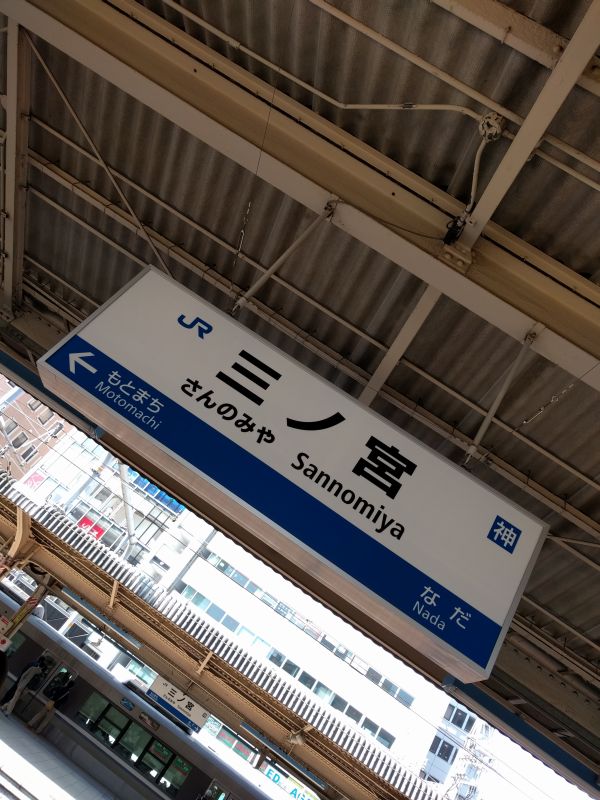 JR
三ノ宮
さんのみや
Sannomiya
神
← もとまち
Motomachi
なだ
Nada
三ノ宮